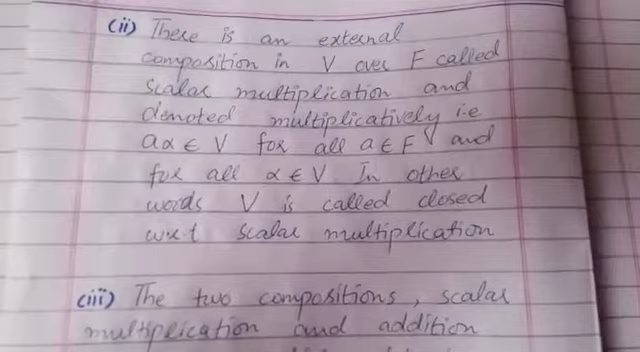 (ii) There is an external
composition in V over F called
scalar multiplication and
denoted multiplicatively i.e
aα ∈ V for all a ∈ F and
for all α ∈ V In other
words V is called closed
w.r.t scalar multiplication
(iii) The two compositions, scalar
multiplication and addition